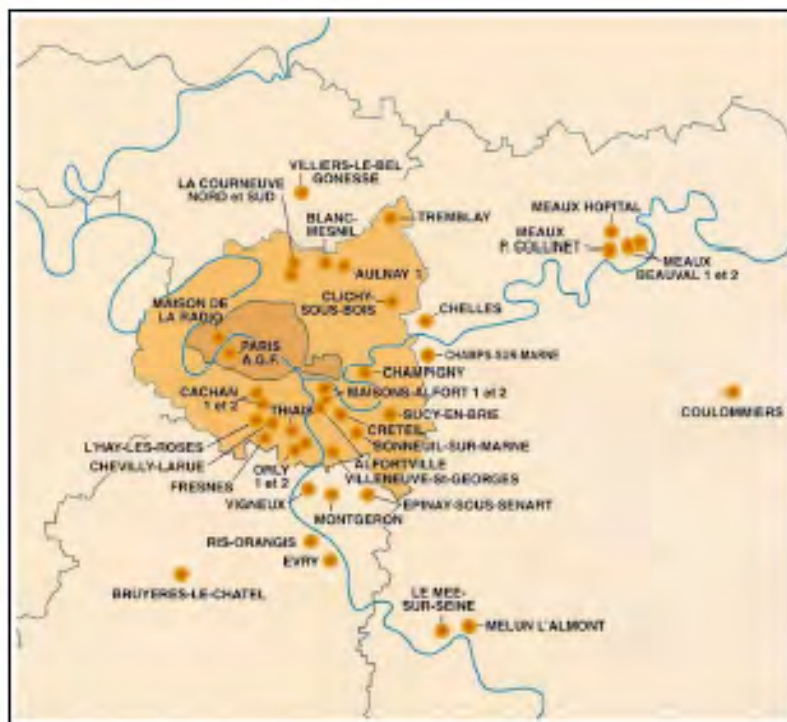 VILLIERS-LE-BEL
GONESSE
LA COURNEUVE
NORD et SUD
BLANC-
MESNIL
TREMBLAY
MEAUX HOPITAL
MEAUX
P. COLLINET
MEAUX
BEAUVAL 1 et 2
AULNAY 1
CLICHY-
SOUS-BOIS
MAISON DE
LA RADIO
CHELLES
PARIS
A.G.F.
CHAMPS-SUR-MARNE
CHAMPIGNY
CACHAN
1 et 2
MAISONS-ALFORT 1 et 2
THIAIS
SUCY-EN-BRIE
COULOMMIERS
CRETEIL
L'HAY-LES-ROSES
BONNEUIL-SUR-MARNE
CHEVILLY-LARUE
ALFORTVILLE
FRESNES
ORLY
1 et 2
VILLENEUVE-St-GEORGES
VIGNEUX
MONTGERON
EPINAY-SOUS-SENART
RIS-ORANGIS
EVRY
BRUYERES-LE-CHATEL
LE MEE-
SUR-SEINE
MELUN L'ALMONT